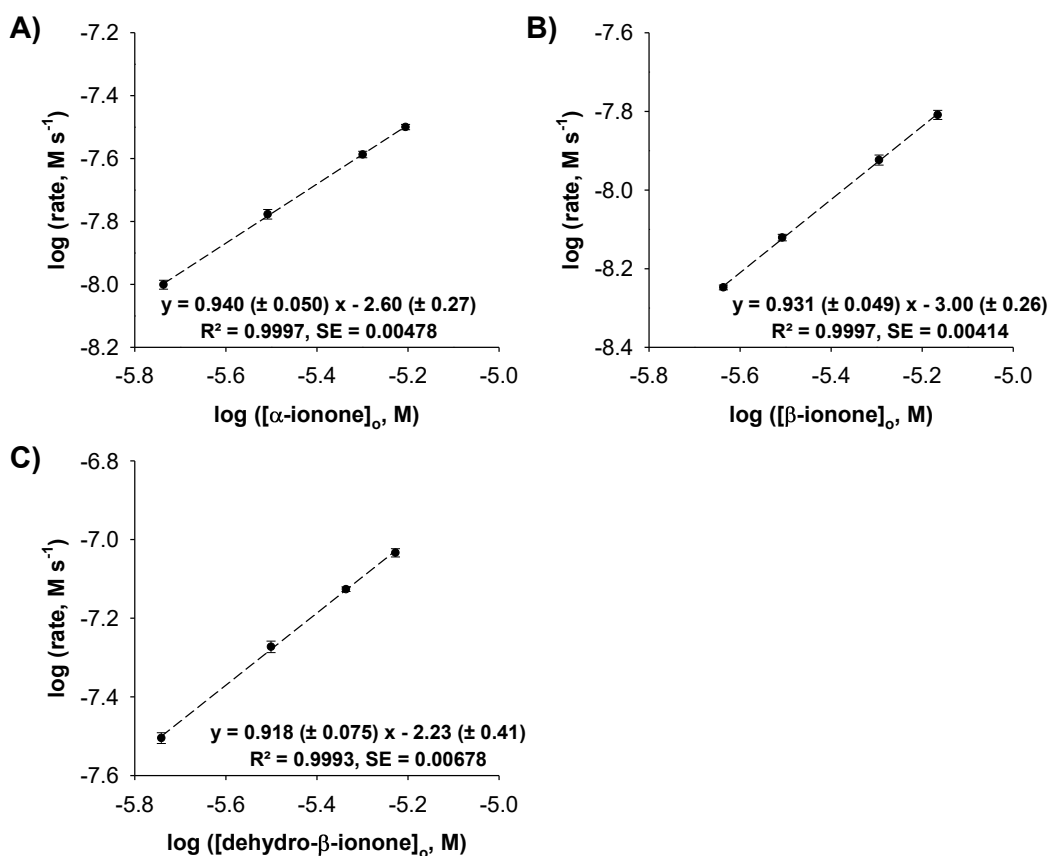 A)
-7.2
-7.4
-7.6
-7.8
-8.0
-8.2
log (rate, M s⁻¹)
y = 0.940 (± 0.050) x - 2.60 (± 0.27)
R² = 0.9997, SE = 0.00478
-5.8 -5.6 -5.4 -5.2 -5.0
log ([α-ionone]ₒ, M)
B)
-7.6
-7.8
-8.0
-8.2
-8.4
log (rate, M s⁻¹)
y = 0.931 (± 0.049) x - 3.00 (± 0.26)
R² = 0.9997, SE = 0.00414
-5.8 -5.6 -5.4 -5.2 -5.0
log ([β-ionone]ₒ, M)
C)
-6.8
-7.0
-7.2
-7.4
-7.6
log (rate, M s⁻¹)
y = 0.918 (± 0.075) x - 2.23 (± 0.41)
R² = 0.9993, SE = 0.00678
-5.8 -5.6 -5.4 -5.2 -5.0
log ([dehydro-β-ionone]ₒ, M)